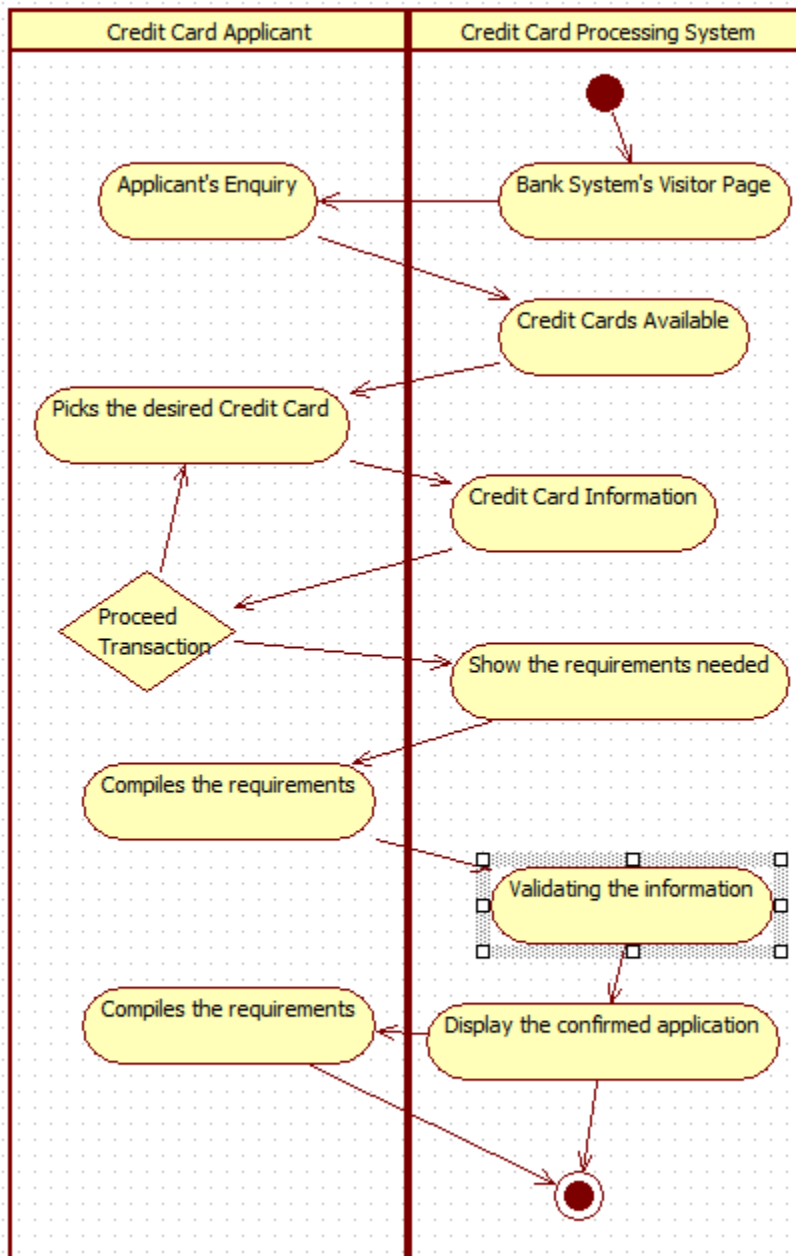 Credit Card Applicant
Credit Card Processing System
Applicant's Enquiry
Bank System's Visitor Page
Credit Cards Available
Picks the desired Credit Card
Credit Card Information
Proceed
Transaction
Show the requirements needed
Compiles the requirements
Validating the information
Compiles the requirements
Display the confirmed application